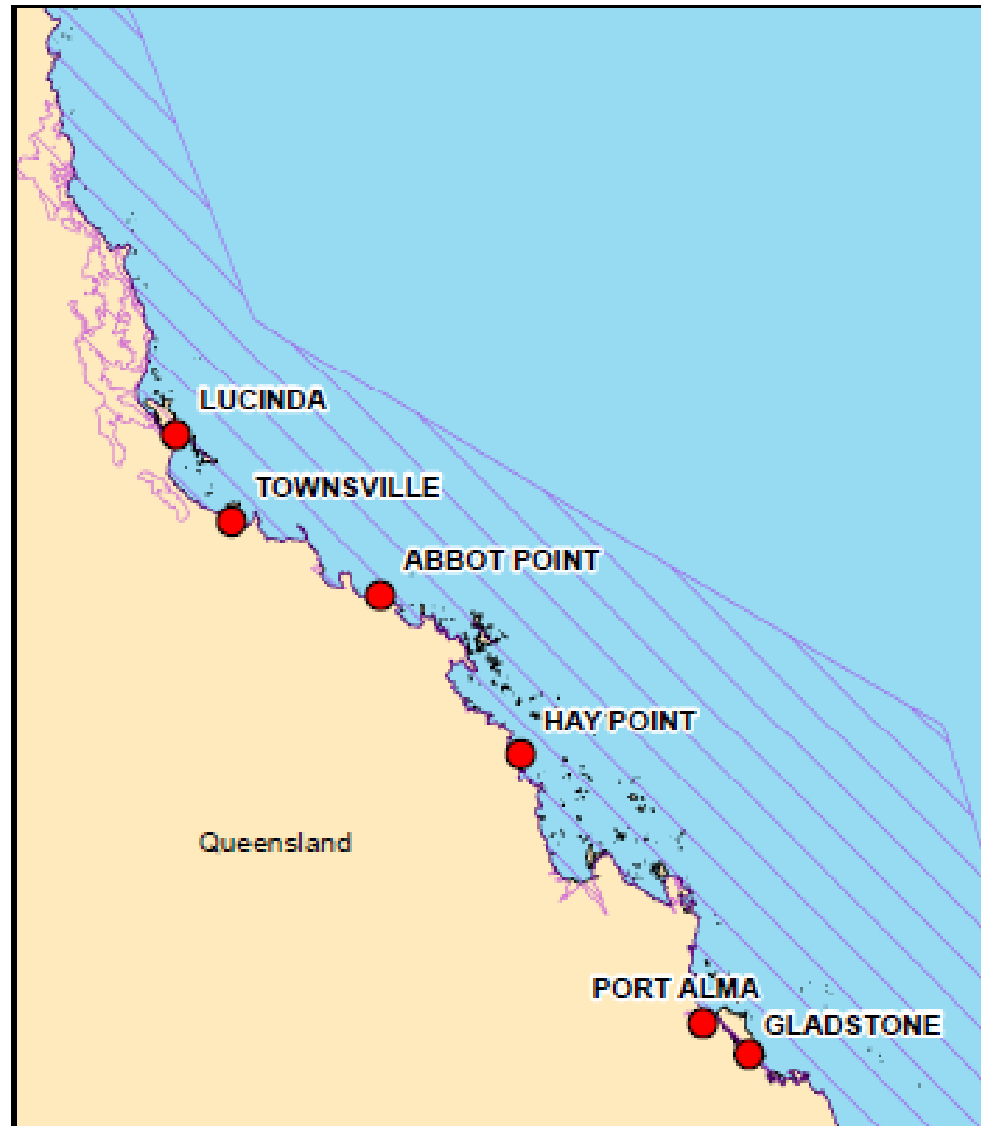 LUCINDA
TOWNSVILLE
ABBOT POINT
HAY POINT
Queensland
PORT ALMA
GLADSTONE